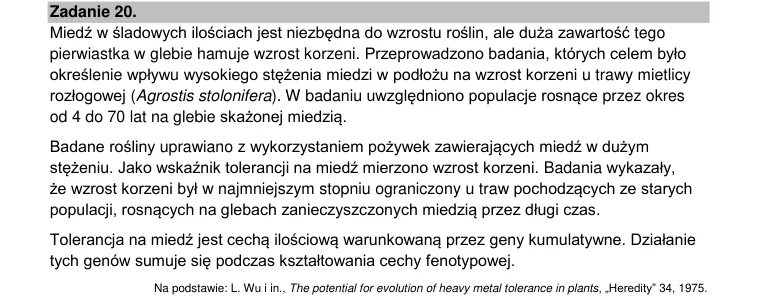 Zadanie 20.
Miedź w śladowych ilościach jest niezbędna do wzrostu roślin, ale duża zawartość tego
pierwiastka w glebie hamuje wzrost korzeni. Przeprowadzono badania, których celem było
określenie wpływu wysokiego stężenia miedzi w podłożu na wzrost korzeni u trawy mietlicy
rozłogowej (Agrostis stolonifera). W badaniu uwzględniono populacje rosnące przez okres
od 4 do 70 lat na glebie skażonej miedzią.
Badane rośliny uprawiano z wykorzystaniem pożywek zawierających miedź w dużym
stężeniu. Jako wskaźnik tolerancji na miedź mierzono wzrost korzeni. Badania wykazały,
że wzrost korzeni był w najmniejszym stopniu ograniczony u traw pochodzących ze starych
populacji, rosnących na glebach zanieczyszczonych miedzią przez długi czas.
Tolerancja na miedź jest cechą ilościową warunkowaną przez geny kumulatywne. Działanie
tych genów sumuje się podczas kształtowania cechy fenotypowej.
Na podstawie: L. Wu i in., The potential for evolution of heavy metal tolerance in plants, „Heredity” 34, 1975.